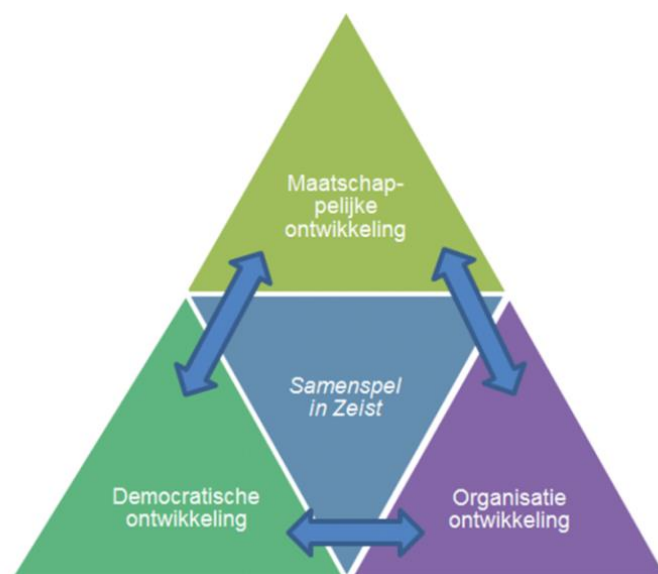 Maatschap-
pelijke
ontwikkeling
Samenspel
in Zeist
Democratische
ontwikkeling
Organisatie
ontwikkeling